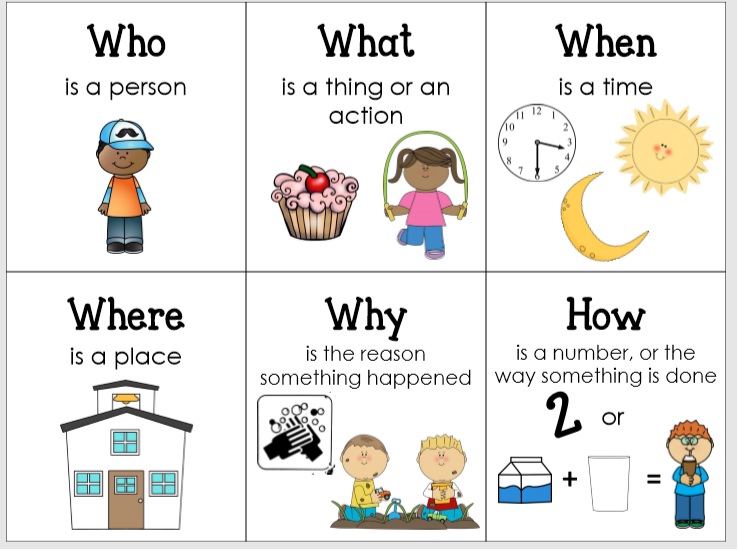 Who
is a person
What
is a thing or an
action
When
is a time
12
1
2
3
4
5
6
7
8
9
10
11
Where
is a place
Why
is the reason
something happened
How
is a number, or the
way something is done
2 or
+ =